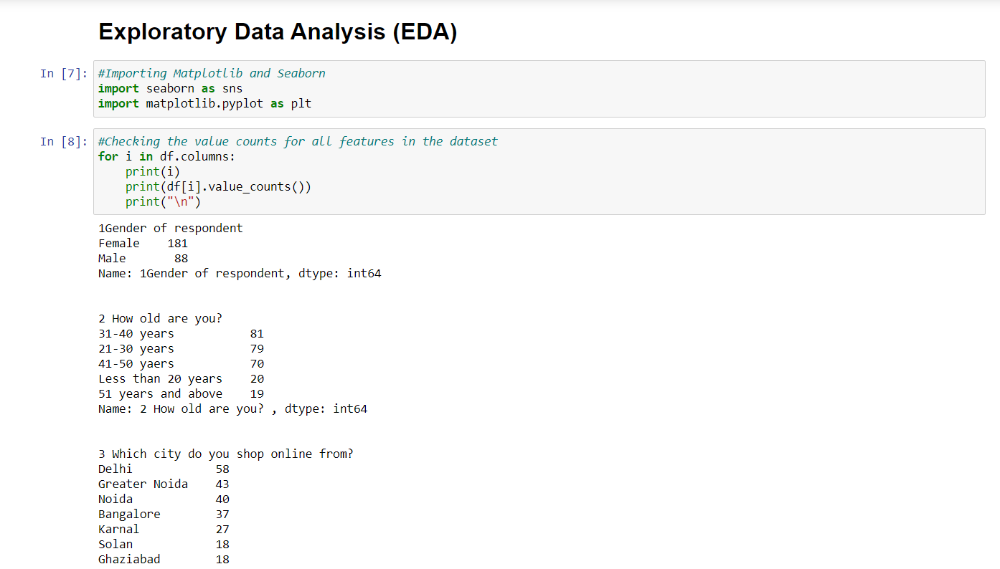 Exploratory Data Analysis (EDA)
In [7]: #Importing Matplotlib and Seaborn
import seaborn as sns
import matplotlib.pyplot as plt
In [8]: #Checking the value counts for all features in the dataset
for i in df.columns:
    print(i)
    print(df[i].value_counts())
    print("\n")
1Gender of respondent
Female    181
Male       88
Name: 1Gender of respondent, dtype: int64
2 How old are you?
31-40 years           81
21-30 years           79
41-50 yaers           70
Less than 20 years    20
51 years and above    19
Name: 2 How old are you? , dtype: int64
3 Which city do you shop online from?
Delhi            58
Greater Noida    43
Noida            40
Bangalore        37
Karnal           27
Solan            18
Ghaziabad        18